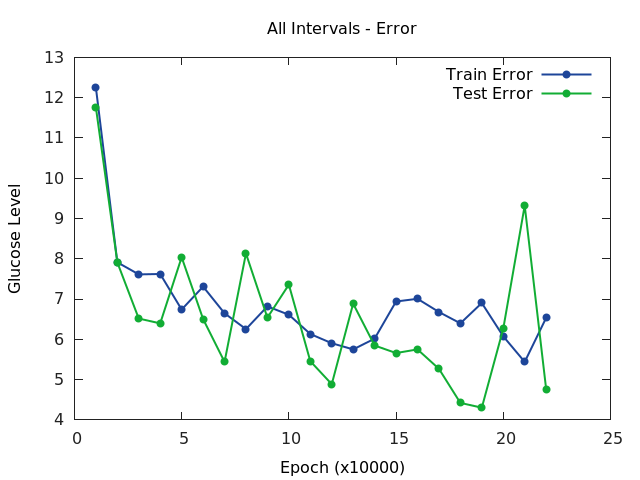 All Intervals - Error
13
12
11
10
9
8
7
6
5
4
Glucose Level
Train Error
Test Error
0 5 10 15 20 25
Epoch (x10000)